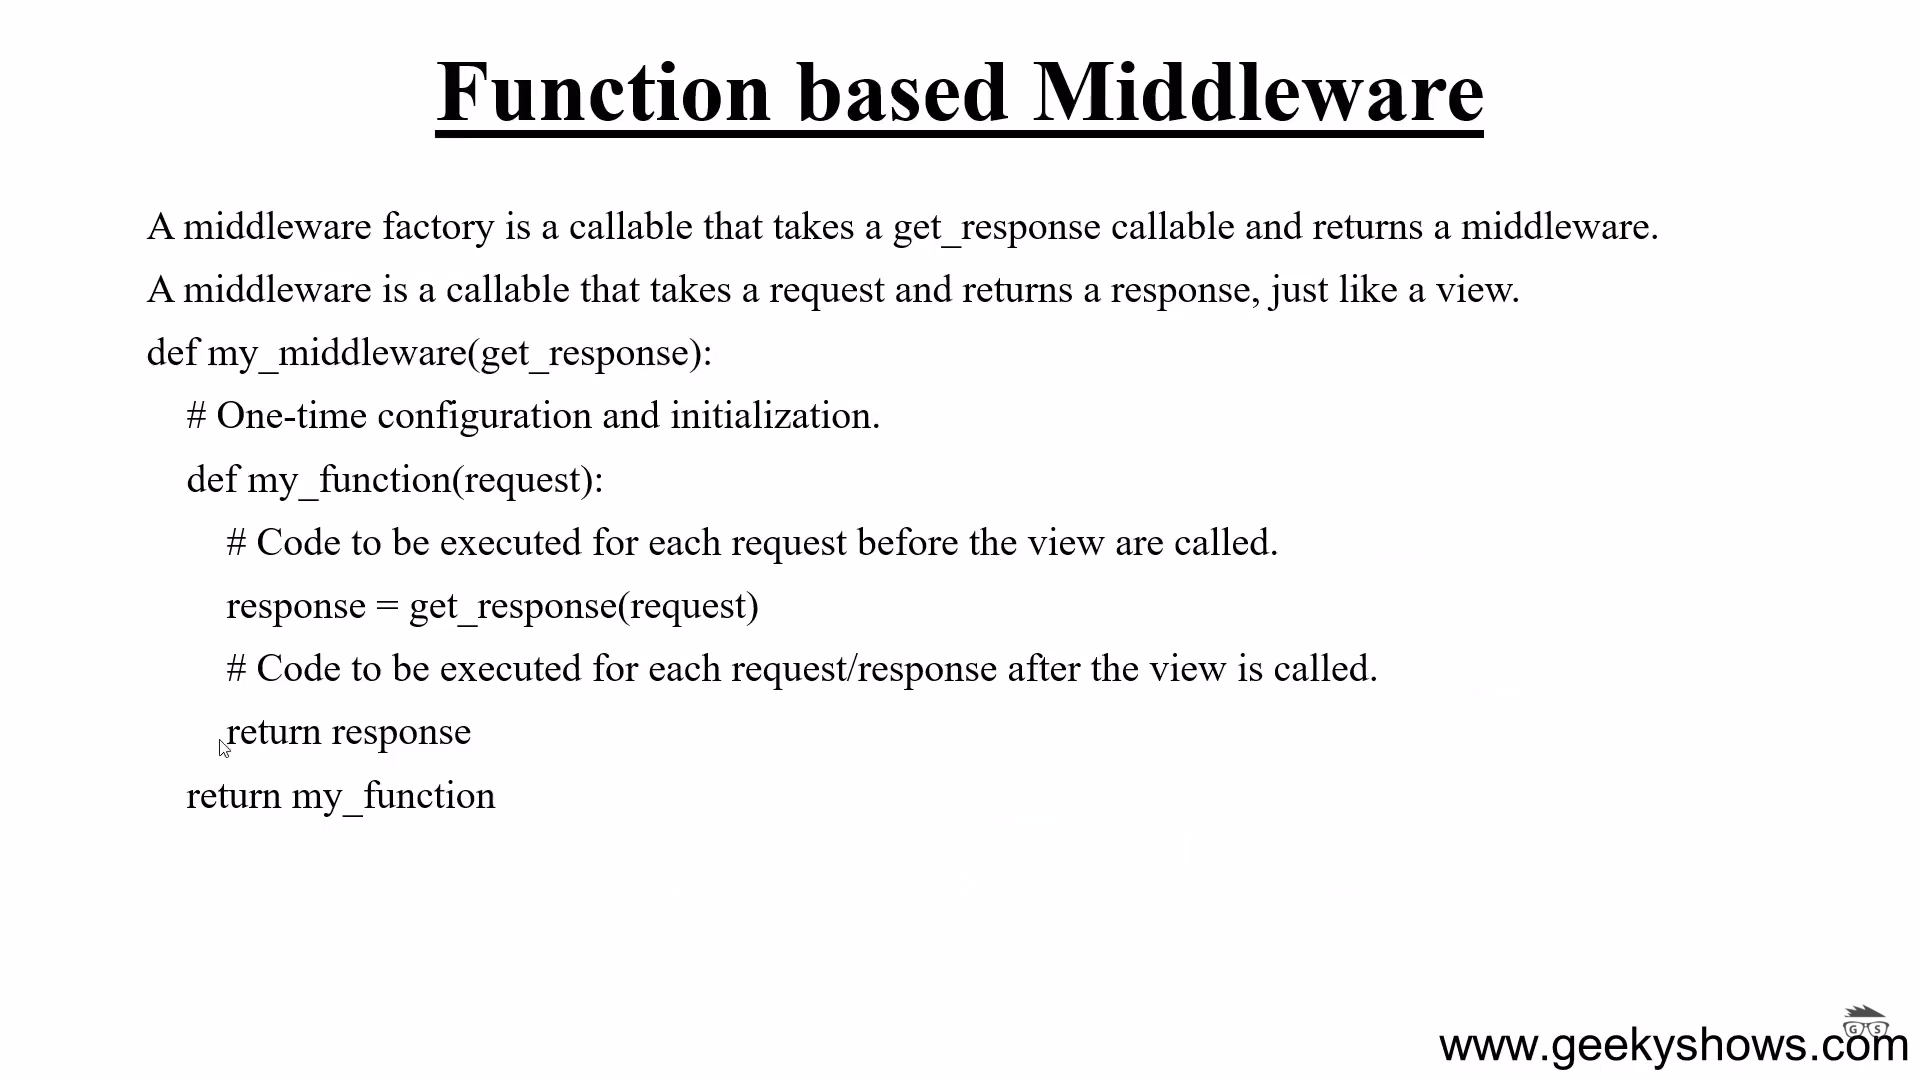 Function based Middleware
A middleware factory is a callable that takes a get_response callable and returns a middleware.
A middleware is a callable that takes a request and returns a response, just like a view.
def my_middleware(get_response):
# One-time configuration and initialization.
def my_function(request):
# Code to be executed for each request before the view are called.
response = get_response(request)
# Code to be executed for each request/response after the view is called.
return response
return my_function
G S
www.geekyshows.com